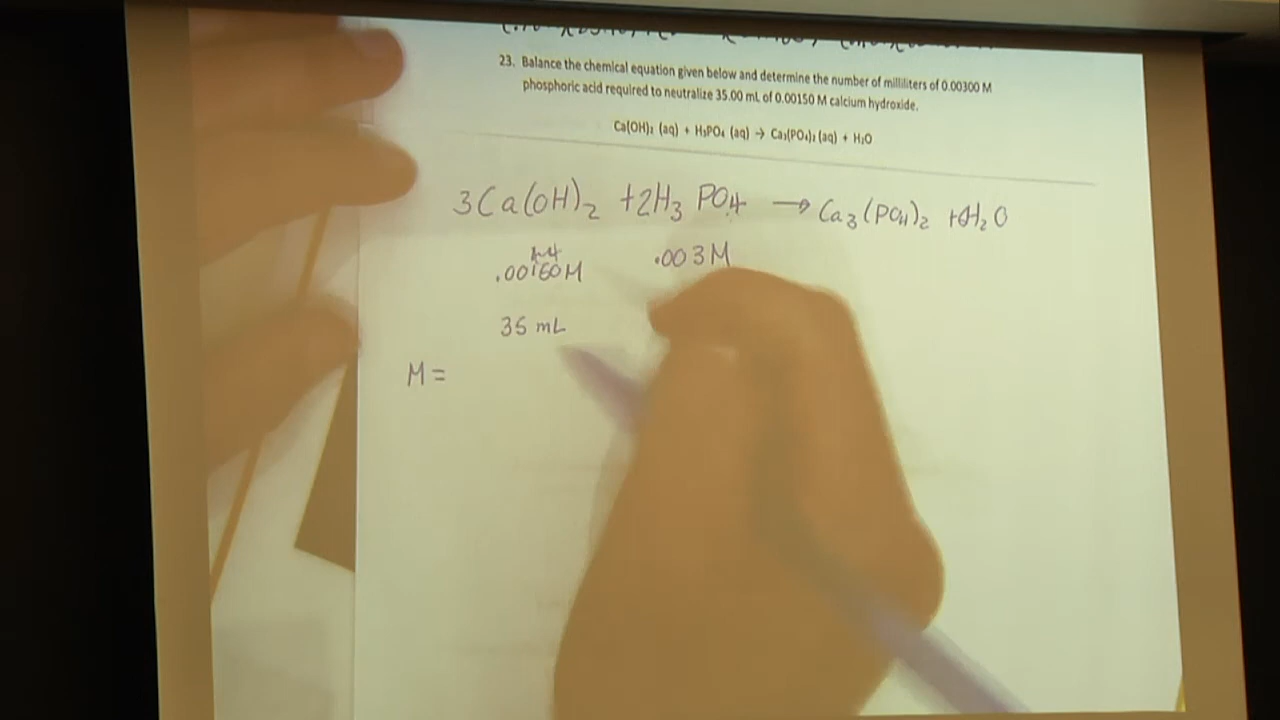 23. Balance the chemical equation given below and determine the number of milliliters of 0.00300 M
phosphoric acid required to neutralize 35.00 mL of 0.00150 M calcium hydroxide.
Ca(OH)₂ (aq) + H₃PO₄ (aq) → Ca₃(PO₄)₂ (aq) + H₂O
3Ca(OH)₂ +2H₃PO₄ → Ca₃(PO₄)₂ + H₂O
.00150M .003M
35 mL
M =